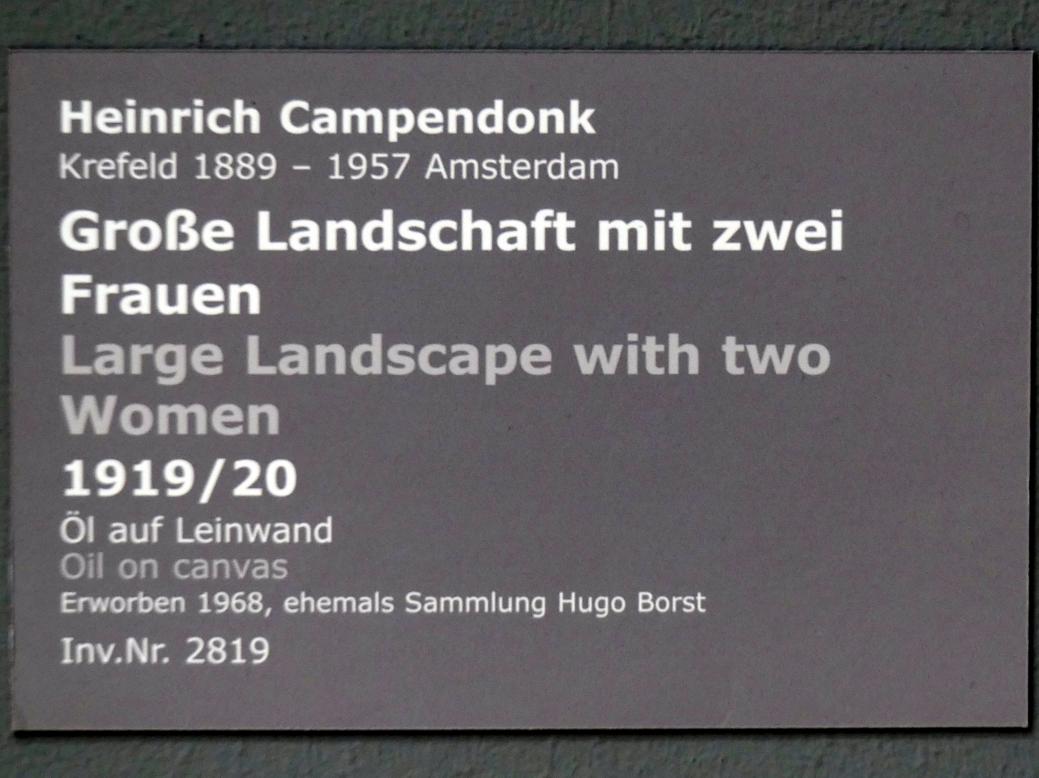 Heinrich Campendonk
Krefeld 1889 – 1957 Amsterdam
Große Landschaft mit zwei
Frauen
Large Landscape with two
Women
1919/20
Öl auf Leinwand
Oil on canvas
Erworben 1968, ehemals Sammlung Hugo Borst
Inv.Nr. 2819